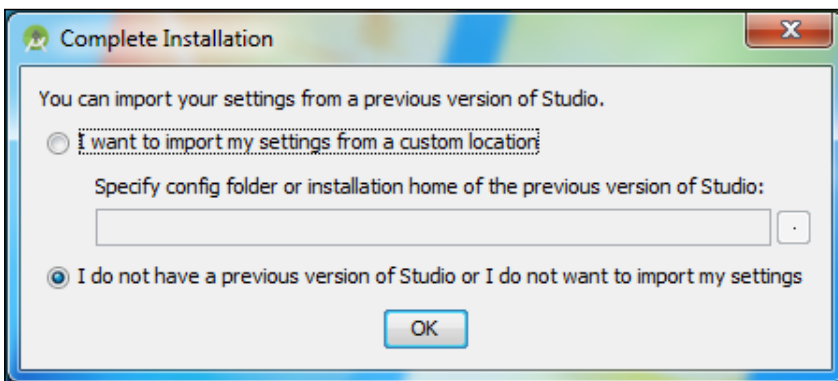 Complete Installation
You can import your settings from a previous version of Studio.
I want to import my settings from a custom location
Specify config folder or installation home of the previous version of Studio:
.
I do not have a previous version of Studio or I do not want to import my settings
OK